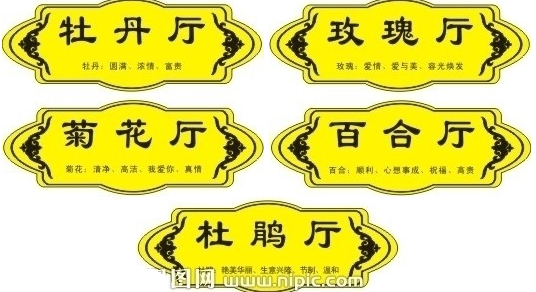 牡丹厅
牡丹：圆满、浓情、富贵
玫瑰厅
玫瑰：爱情、爱与美、容光焕发
菊花厅
菊花：清净、高洁、我爱你、真情
百合厅
百合：顺利、心想事成、祝福、高贵
杜鹃厅
艳美华丽、生意兴隆、节制、温和
图网 www.nipic.com